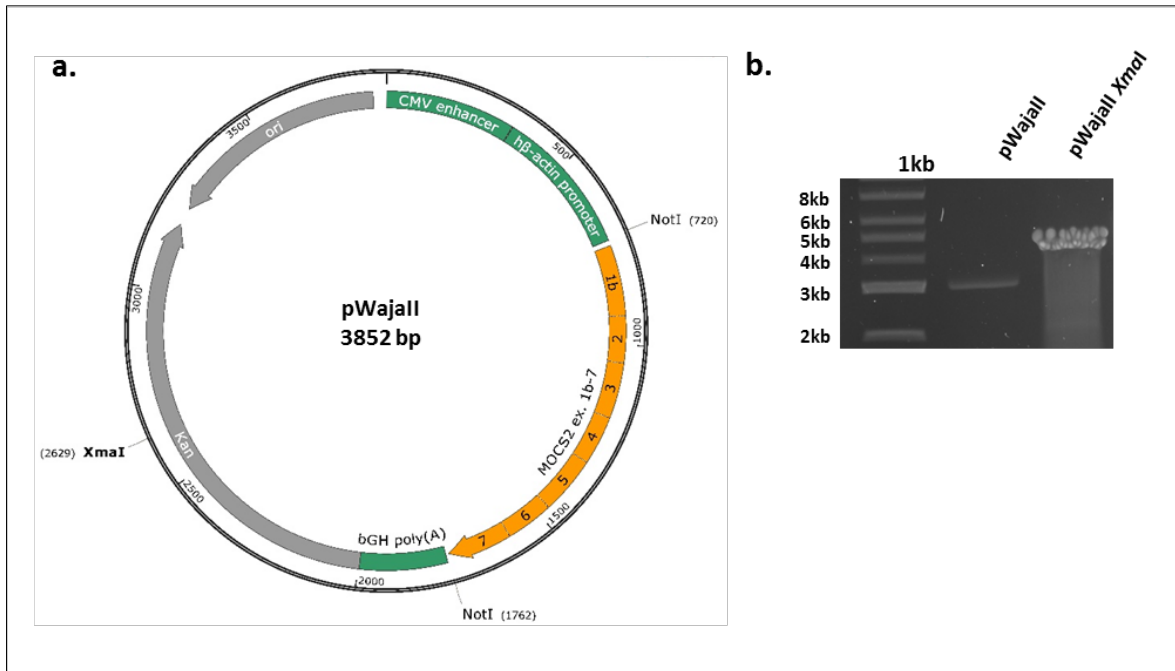 a.
CMV enhancer
hβ-actin promoter
500
NotI (720)
1b
2
1000
3
4
5
6
7
MOCS2 ex. 1b-7
1500
NotI (1762)
bGH poly(A)
2000
Kan
2500
(2629) XmaI
3000
ori
3500
pWajaII
3852 bp
b.
1kb
pWajaII
pWajaII XmaI
8kb
6kb
5kb
4kb
3kb
2kb